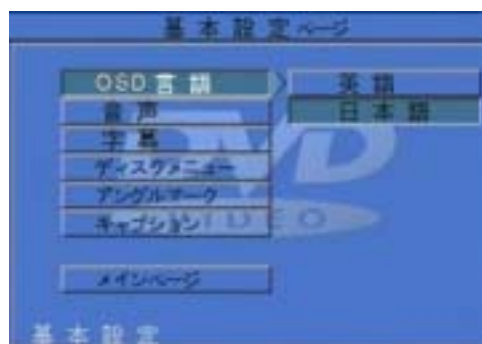 基本設定ページ
OSD言語
英語
音声
日本語
字幕
ディスクメニュー
アングルマーク
キャプション
メインページ
基本設定
DVD
VIDEO